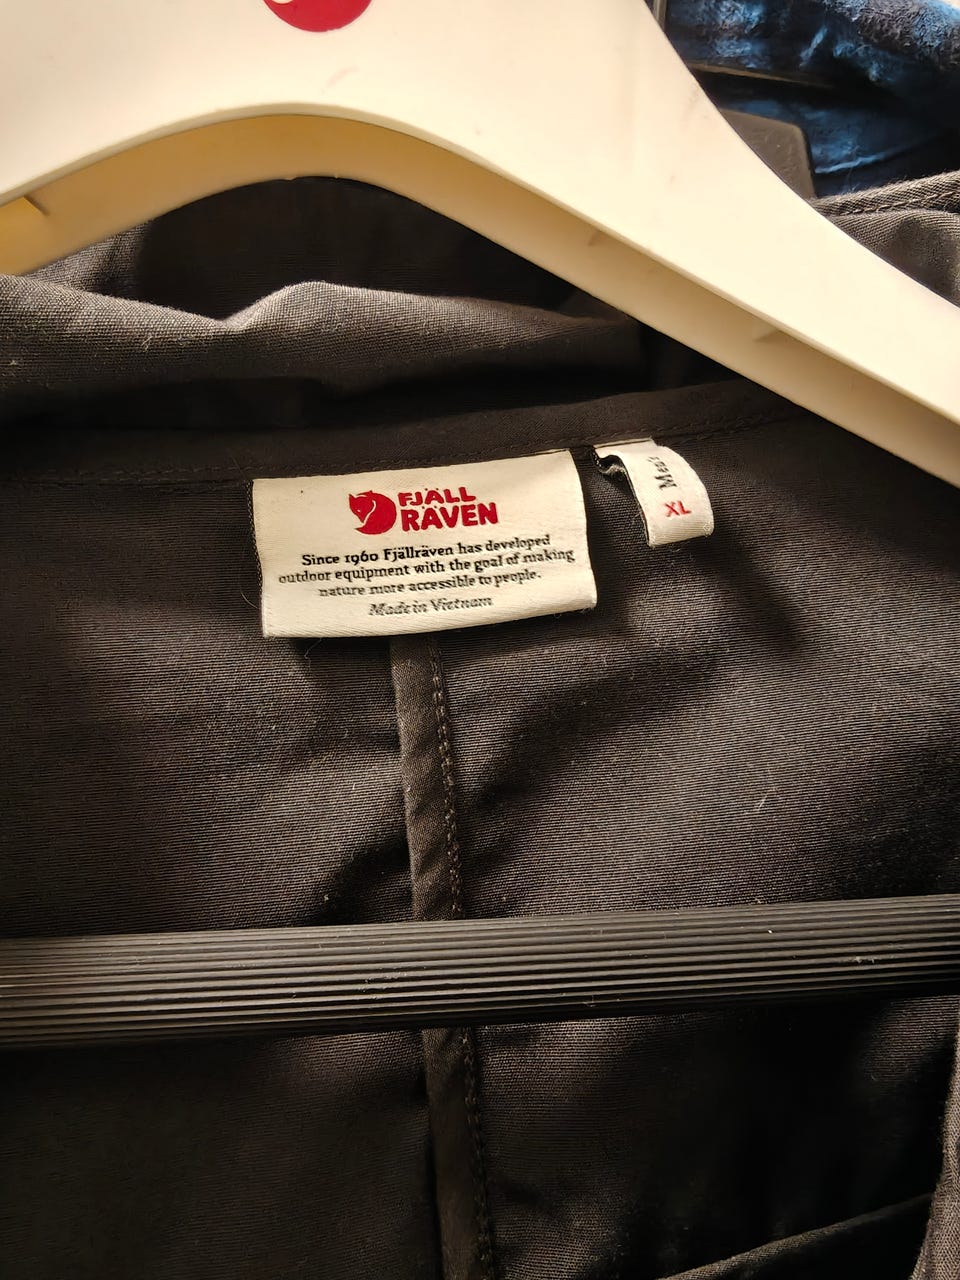 FJÄLL
RÄVEN
Since 1960 Fjällräven has developed
outdoor equipment with the goal of making
nature more accessible to people.
Made in Vietnam
XL